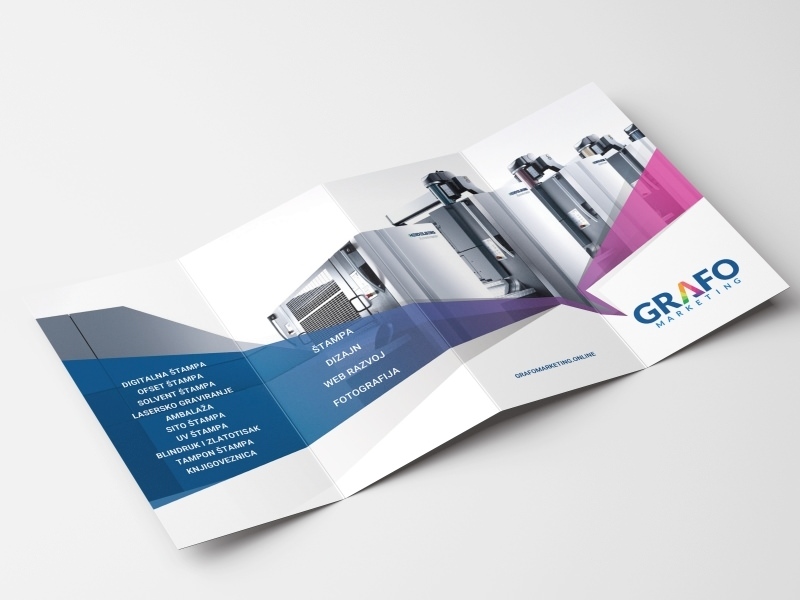 DIGITALNA ŠTAMPA
OFSET ŠTAMPA
SOLVENT ŠTAMPA
LASERSKO GRAVIRANJE
AMBALAŽA
SITO ŠTAMPA
UV ŠTAMPA
BLINDRUK I ZLATOTISAK
TAMPON ŠTAMPA
KNJIGOVEZNICA
ŠTAMPA
DIZAJN
WEB RAZVOJ
FOTOGRAFIJA
HEIDELBERG
GRAFOMARKETING.ONLINE
GRAFO
MARKETING